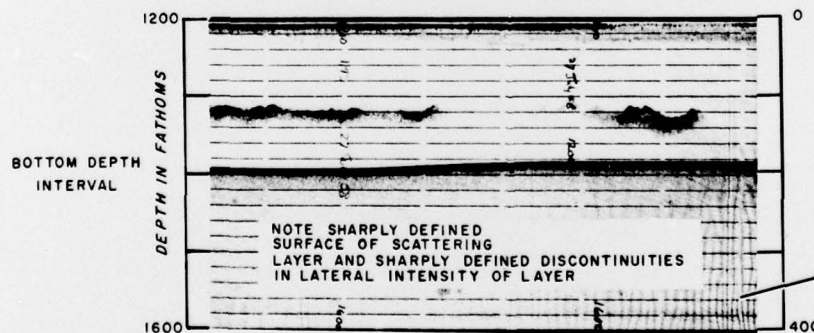 1200
0
DEPTH IN FATHOMS
BOTTOM DEPTH
INTERVAL
NOTE SHARPLY DEFINED
SURFACE OF SCATTERING
LAYER AND SHARPLY DEFINED DISCONTINUITIES
IN LATERAL INTENSITY OF LAYER
1600
400